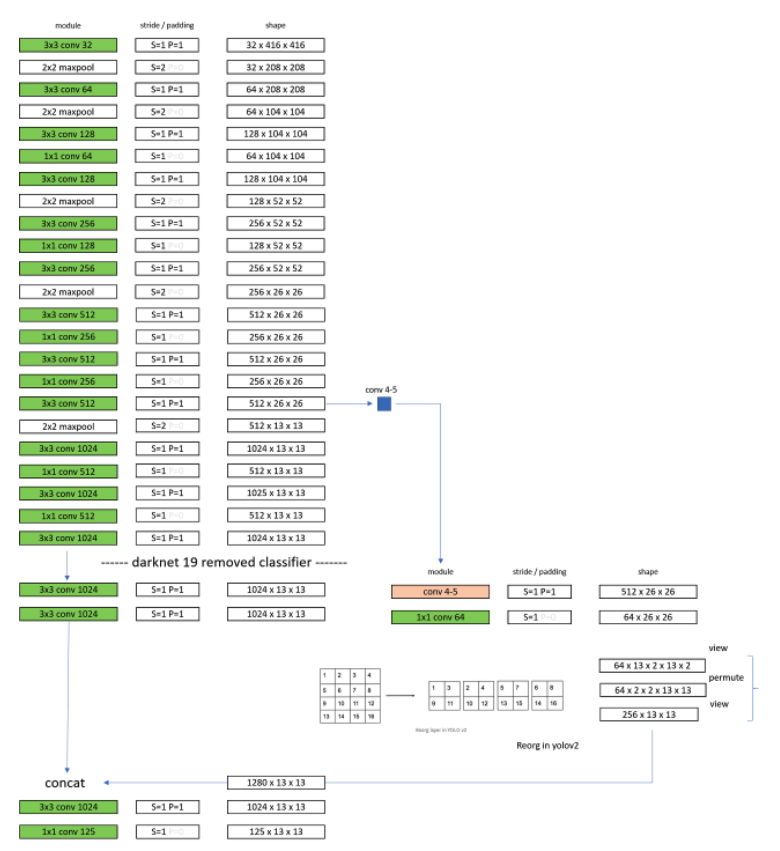 module stride / padding shape
3x3 conv 32 S=1 P=1 32 x 416 x 416
2x2 maxpool S=2 P=0 32 x 208 x 208
3x3 conv 64 S=1 P=1 64 x 208 x 208
2x2 maxpool S=2 P=0 64 x 104 x 104
3x3 conv 128 S=1 P=1 128 x 104 x 104
1x1 conv 64 S=1 P=0 64 x 104 x 104
3x3 conv 128 S=1 P=1 128 x 104 x 104
2x2 maxpool S=2 P=0 128 x 52 x 52
3x3 conv 256 S=1 P=1 256 x 52 x 52
1x1 conv 128 S=1 P=0 128 x 52 x 52
3x3 conv 256 S=1 P=1 256 x 52 x 52
2x2 maxpool S=2 P=0 256 x 26 x 26
3x3 conv 512 S=1 P=1 512 x 26 x 26
1x1 conv 256 S=1 P=0 256 x 26 x 26
3x3 conv 512 S=1 P=1 512 x 26 x 26
1x1 conv 256 S=1 P=0 256 x 26 x 26
conv 4-5
3x3 conv 512 S=1 P=1 512 x 26 x 26
2x2 maxpool S=2 P=0 512 x 13 x 13
3x3 conv 1024 S=1 P=1 1024 x 13 x 13
1x1 conv 512 S=1 P=0 512 x 13 x 13
3x3 conv 1024 S=1 P=1 1025 x 13 x 13
1x1 conv 512 S=1 P=0 512 x 13 x 13
3x3 conv 1024 S=1 P=1 1024 x 13 x 13
------ darknet 19 removed classifier -------
3x3 conv 1024 S=1 P=1 1024 x 13 x 13
3x3 conv 1024 S=1 P=1 1024 x 13 x 13
module stride / padding shape
conv 4-5 S=1 P=1 512 x 26 x 26
1x1 conv 64 S=1 P=0 64 x 26 x 26
view
64 x 13 x 2 x 13 x 2
permute
64 x 2 x 2 x 13 x 13
view
256 x 13 x 13
1 2 3 4
5 6 7 8
9 10 11 12
13 14 15 16
1 3 2 4 5 7 6 8
9 11 10 12 13 15 14 16
Reorg layer in YOLO v2
Reorg in yolov2
concat 1280 x 13 x 13
3x3 conv 1024 S=1 P=1 1024 x 13 x 13
1x1 conv 125 S=1 P=0 125 x 13 x 13